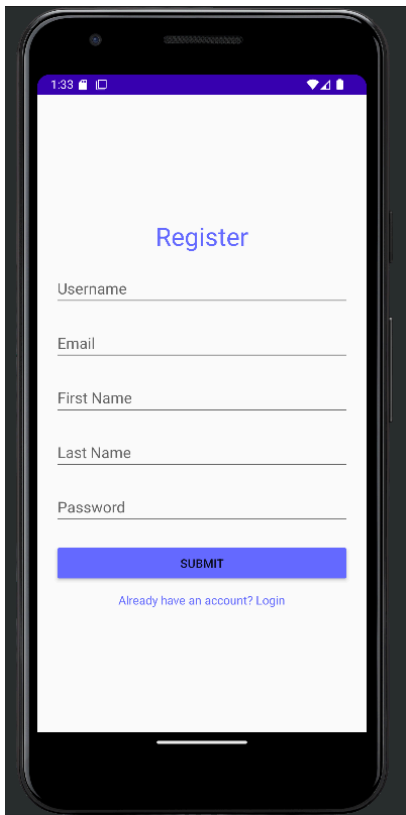 1:33
Register
Username
Email
First Name
Last Name
Password
SUBMIT
Already have an account? Login